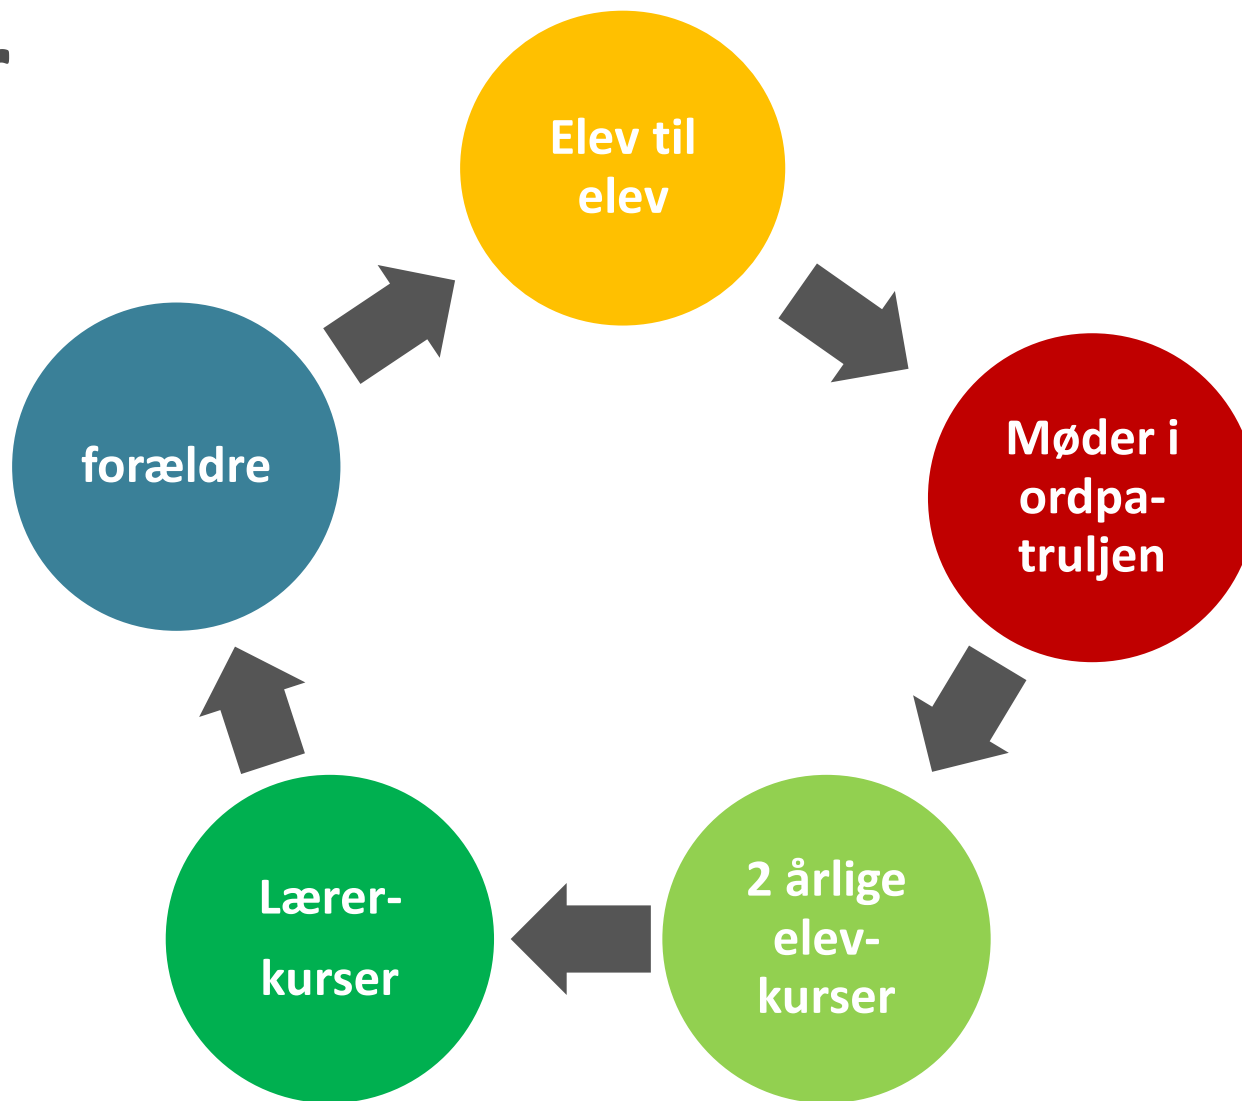 Elev til
elev
Møder i
ordpa-
truljen
2 årlige
elev-
kurser
Lærer-
kurser
forældre